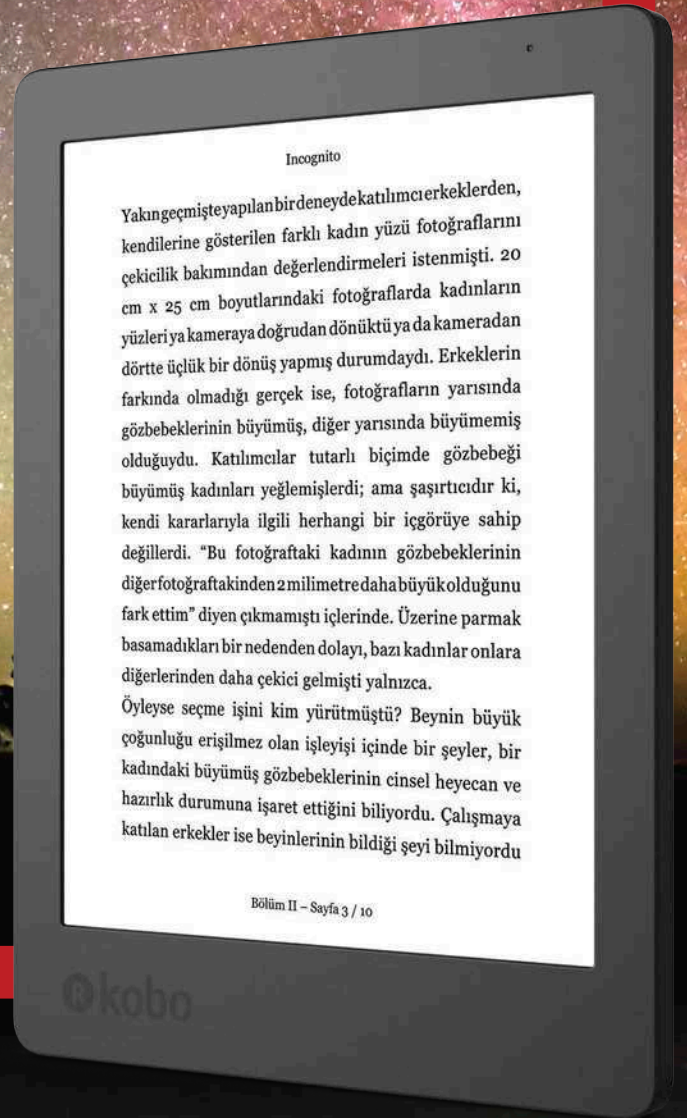 Incognito
Yakın geçmişte yapılan bir deneyde katılımcı erkeklerden,
kendilerine gösterilen farklı kadın yüzü fotoğraflarını
çekicilik bakımından değerlendirmeleri istenmişti. 20
cm x 25 cm boyutlarındaki fotoğraflarda kadınların
yüzleri ya kameraya doğrudan dönüktü ya da kameradan
dörtte üçlük bir dönüş yapmış durumdaydı. Erkeklerin
farkında olmadığı gerçek ise, fotoğrafların yarısında
gözbebeklerinin büyümüş, diğer yarısında büyümemiş
olduğuydu. Katılımcılar tutarlı biçimde gözbebeği
büyümüş kadınları yeğlemişlerdi; ama şaşırtıcıdır ki,
kendi kararlarıyla ilgili herhangi bir içgörüye sahip
değillerdi. “Bu fotoğraftaki kadının gözbebeklerinin
diğer fotoğraftakinden 2 milimetre daha büyük olduğunu
fark ettim” diyen çıkmamıştı içlerinde. Üzerine parmak
basamadıkları bir nedenden dolayı, bazı kadınlar onlara
diğerlerinden daha çekici gelmişti yalnızca.
Öyleyse seçme işini kim yürütmüştü? Beynin büyük
çoğunluğu erişilmez olan işleyişi içinde bir şeyler, bir
kadındaki büyümüş gözbebeklerinin cinsel heyecan ve
hazırlık durumuna işaret ettiğini biliyordu. Çalışmaya
katılan erkekler ise beyinlerinin bildiği şeyi bilmiyordu
Bölüm II – Sayfa 3 / 10
R kobo